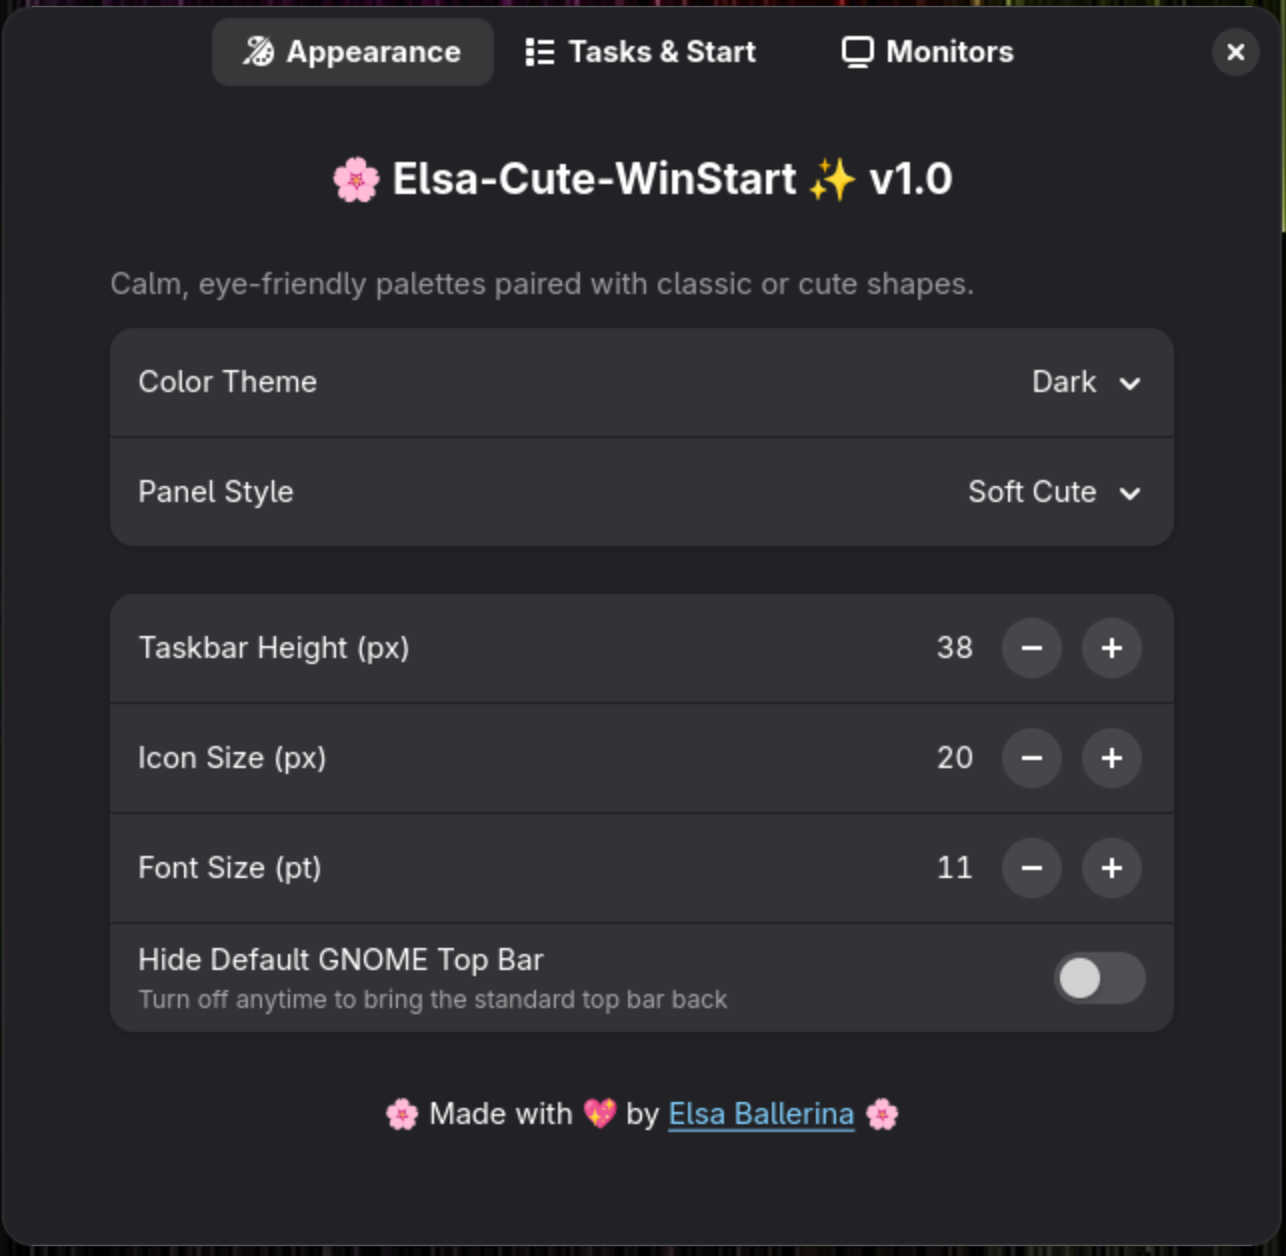 Appearance
Tasks & Start
Monitors
🌸 Elsa-Cute-WinStart ✨ v1.0
Calm, eye-friendly palettes paired with classic or cute shapes.
Color Theme Dark
Panel Style Soft Cute
Taskbar Height (px) 38 − +
Icon Size (px) 20 − +
Font Size (pt) 11 − +
Hide Default GNOME Top Bar
Turn off anytime to bring the standard top bar back
🌸 Made with 💖 by Elsa Ballerina 🌸